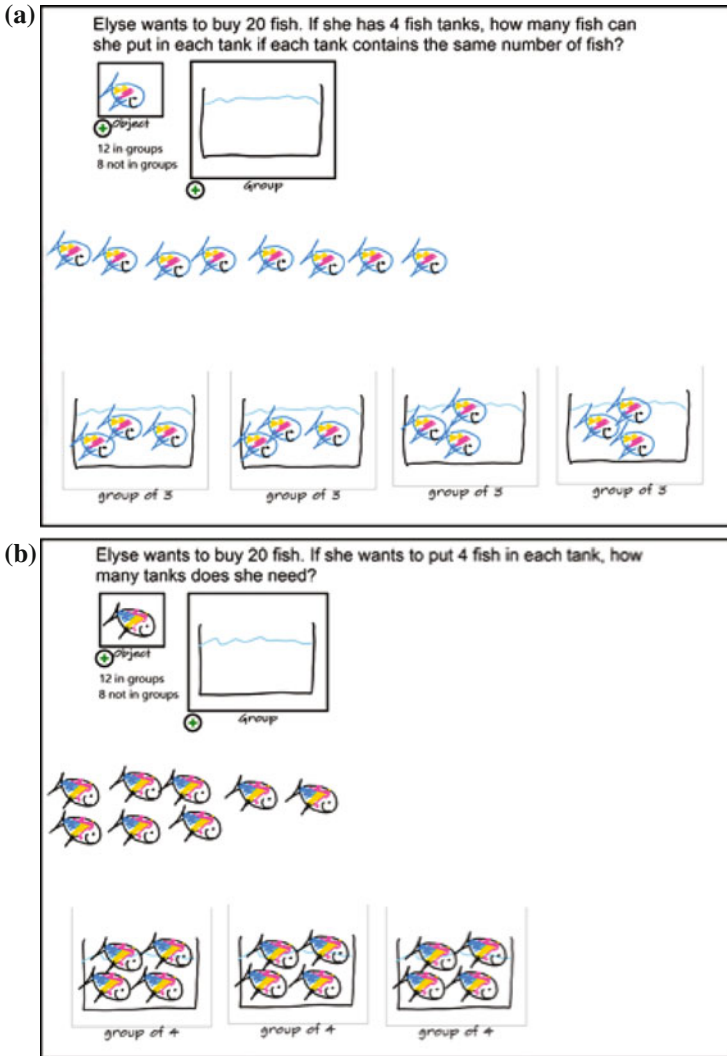 (a)
Elyse wants to buy 20 fish. If she has 4 fish tanks, how many fish can
she put in each tank if each tank contains the same number of fish?
Object
12 in groups
8 not in groups
Group
group of 3
group of 3
group of 3
group of 3
(b)
Elyse wants to buy 20 fish. If she wants to put 4 fish in each tank, how
many tanks does she need?
Object
12 in groups
8 not in groups
Group
group of 4
group of 4
group of 4